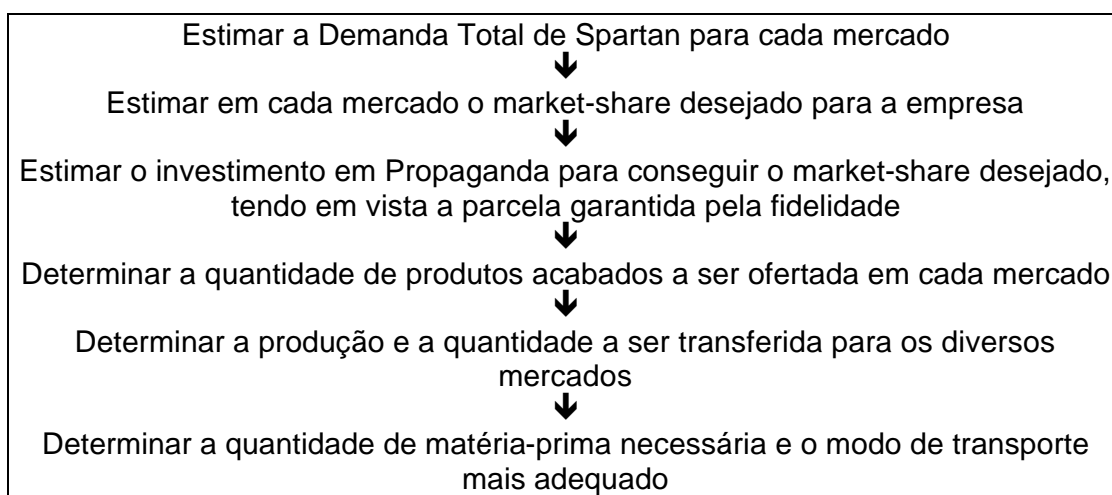 Estimar a Demanda Total de Spartan para cada mercado
Estimar em cada mercado o market-share desejado para a empresa
Estimar o investimento em Propaganda para conseguir o market-share desejado,
tendo em vista a parcela garantida pela fidelidade
Determinar a quantidade de produtos acabados a ser ofertada em cada mercado
Determinar a produção e a quantidade a ser transferida para os diversos
mercados
Determinar a quantidade de matéria-prima necessária e o modo de transporte
mais adequado